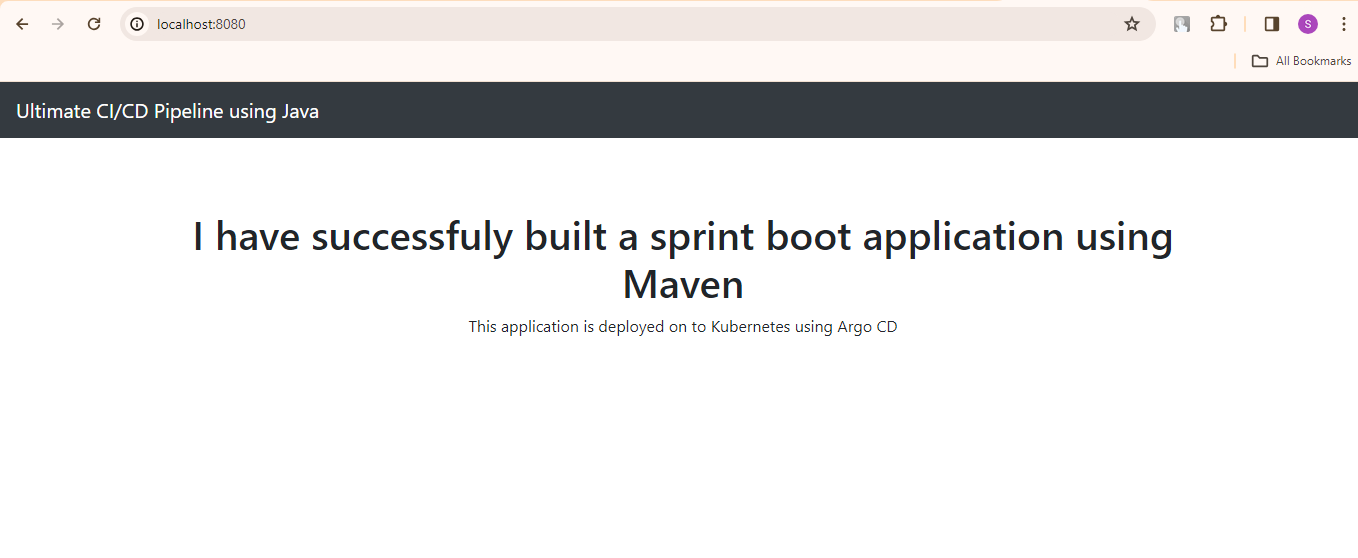 localhost:8080
S
All Bookmarks
Ultimate CI/CD Pipeline using Java
I have successfuly built a sprint boot application using
Maven
This application is deployed on to Kubernetes using Argo CD